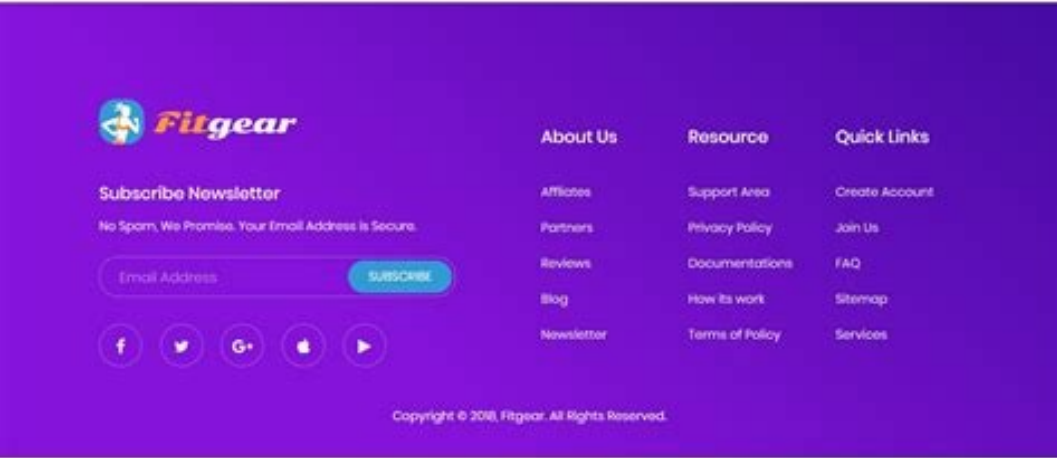 Fitgear
Subscribe Newsletter
No Spam, We Promise. Your Email Address is Secure.
Email Address
SUBSCRIBE
f
G+
About Us
Affliates
Partners
Reviews
Blog
Newsletter
Resource
Support Area
Privacy Policy
Documentations
How its work
Terms of Policy
Quick Links
Create Account
Join Us
FAQ
Sitemap
Services
Copyright © 2018, Fitgear. All Rights Reserved.